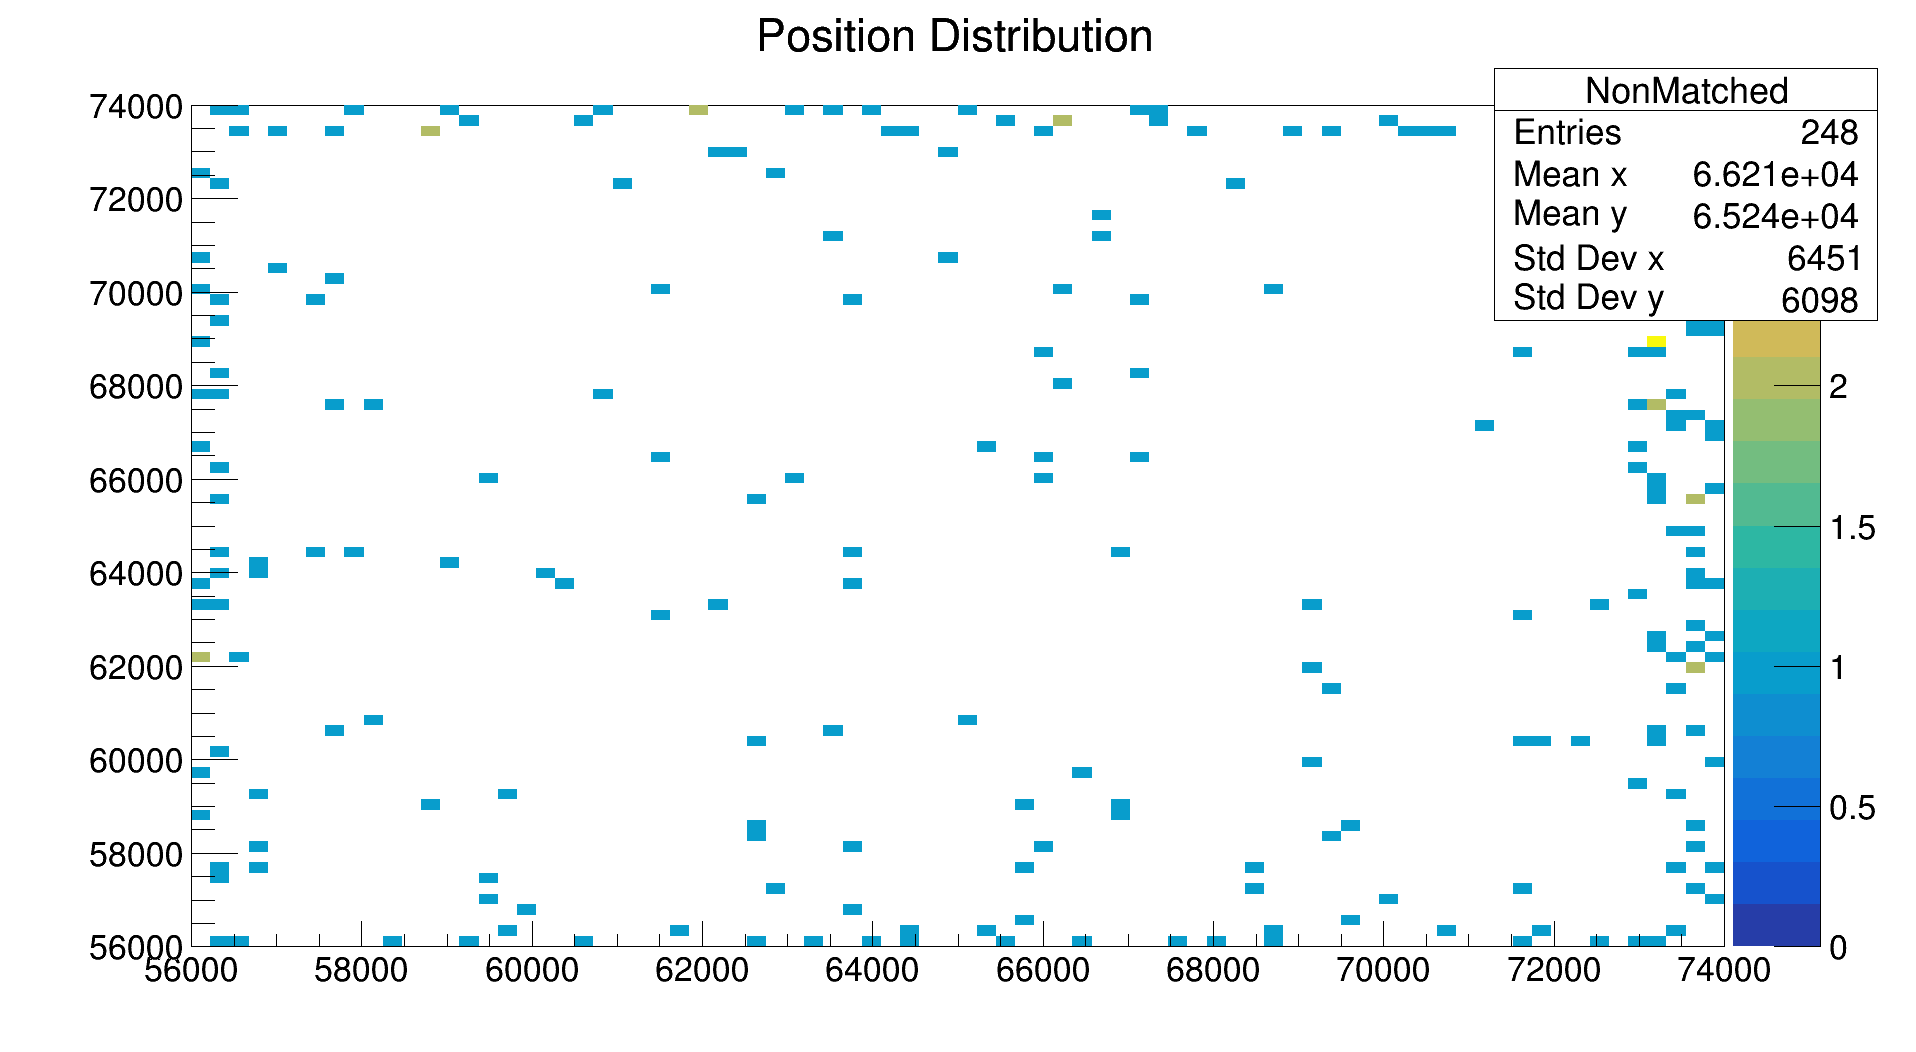 Position Distribution
NonMatched
Entries 248
Mean x 6.621e+04
Mean y 6.524e+04
Std Dev x 6451
Std Dev y 6098
74000
72000
70000
68000
66000
64000
62000
60000
58000
56000
56000 58000 60000 62000 64000 66000 68000 70000 72000 74000
2
1.5
1
0.5
0